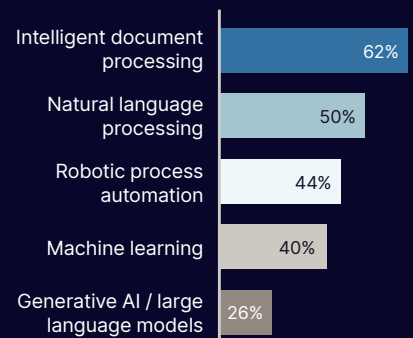 Intelligent document
processing
62%
Natural language
processing
50%
Robotic process
automation
44%
Machine learning
40%
Generative AI / large
language models
26%